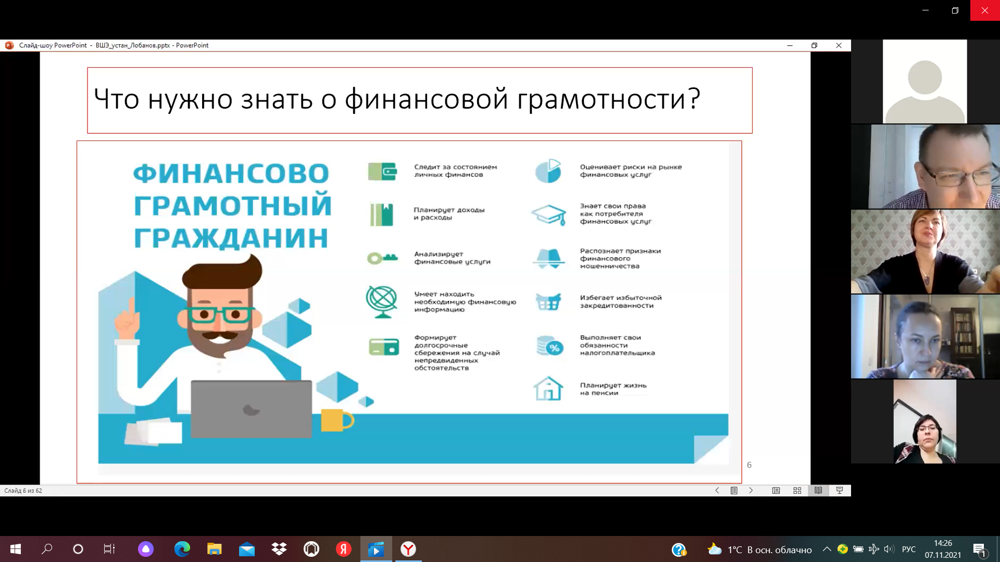 Слайд-шоу PowerPoint - ВШЭ_устан_Лобанов.pptx - PowerPoint
Что нужно знать о финансовой грамотности?
ФИНАНСОВО
ГРАМОТНЫЙ
ГРАЖДАНИН
Следит за состоянием
личных финансов
Планирует доходы
и расходы
Анализирует
финансовые услуги
Умеет находить
необходимую финансовую
информацию
Формирует
долгосрочные
сбережения на случай
непредвиденных
обстоятельств
Оценивает риски на рынке
финансовых услуг
Знает свои права
как потребителя
финансовых услуг
Распознает признаки
финансового
мошенничества
Избегает избыточной
закредитованности
%
Выполняет свои
обязанности
налогоплательщика
Планирует жизнь
на пенсии
6
Слайд 6 из 62
1°C В осн. облачно
РУС
14:26
07.11.2021
1